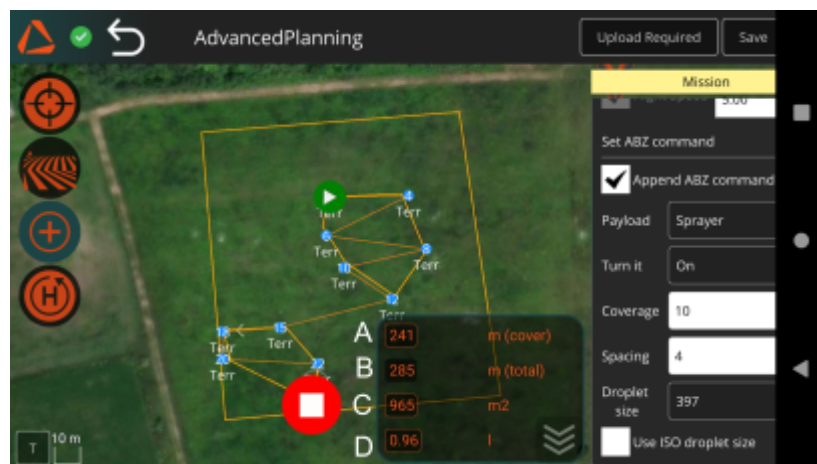 AdvancedPlanning
Upload Required
Save
Mission
5.00
Set ABZ command
Append ABZ command
Payload Sprayer
Turn it On
Coverage 10
Spacing 4
Droplet size 397
Use ISO droplet size
4
Terr
Terr
6
Terr
8
Terr
10
Terr
12
Terr
15
Terr
18
Terr
20
Terr
22
A 241 m (cover)
B 285 m (total)
C 965 m2
D 0.96 l
H
T
10 m